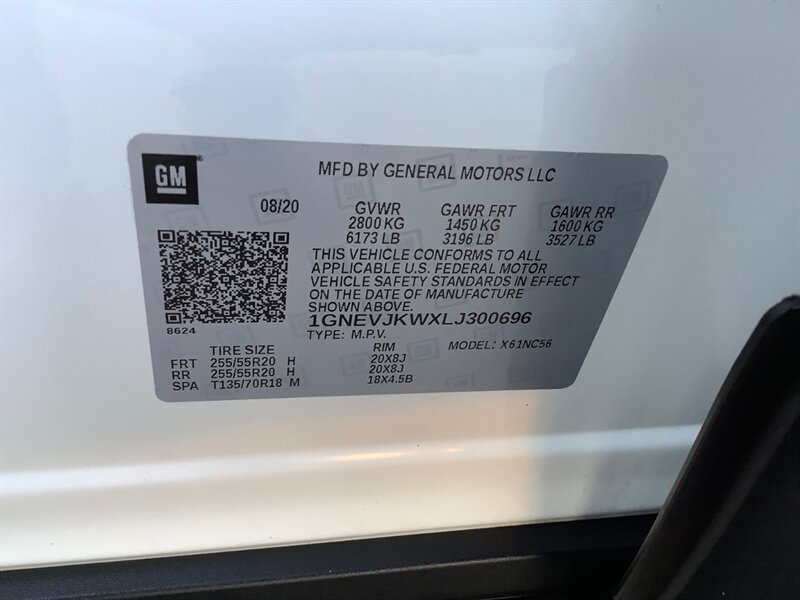 GM
MFD BY GENERAL MOTORS LLC
08/20 GVWR GAWR FRT GAWR RR
2800 KG 1450 KG 1600 KG
6173 LB 3196 LB 3527 LB
THIS VEHICLE CONFORMS TO ALL
APPLICABLE U.S. FEDERAL MOTOR
VEHICLE SAFETY STANDARDS IN EFFECT
ON THE DATE OF MANUFACTURE
SHOWN ABOVE.
8624
1GNEVJKWXLJ300696
TYPE: M.P.V. MODEL: X61NC56
TIRE SIZE RIM
FRT 255/55R20 H 20X8J
RR 255/55R20 H 20X8J
SPA T135/70R18 M 18X4.5B